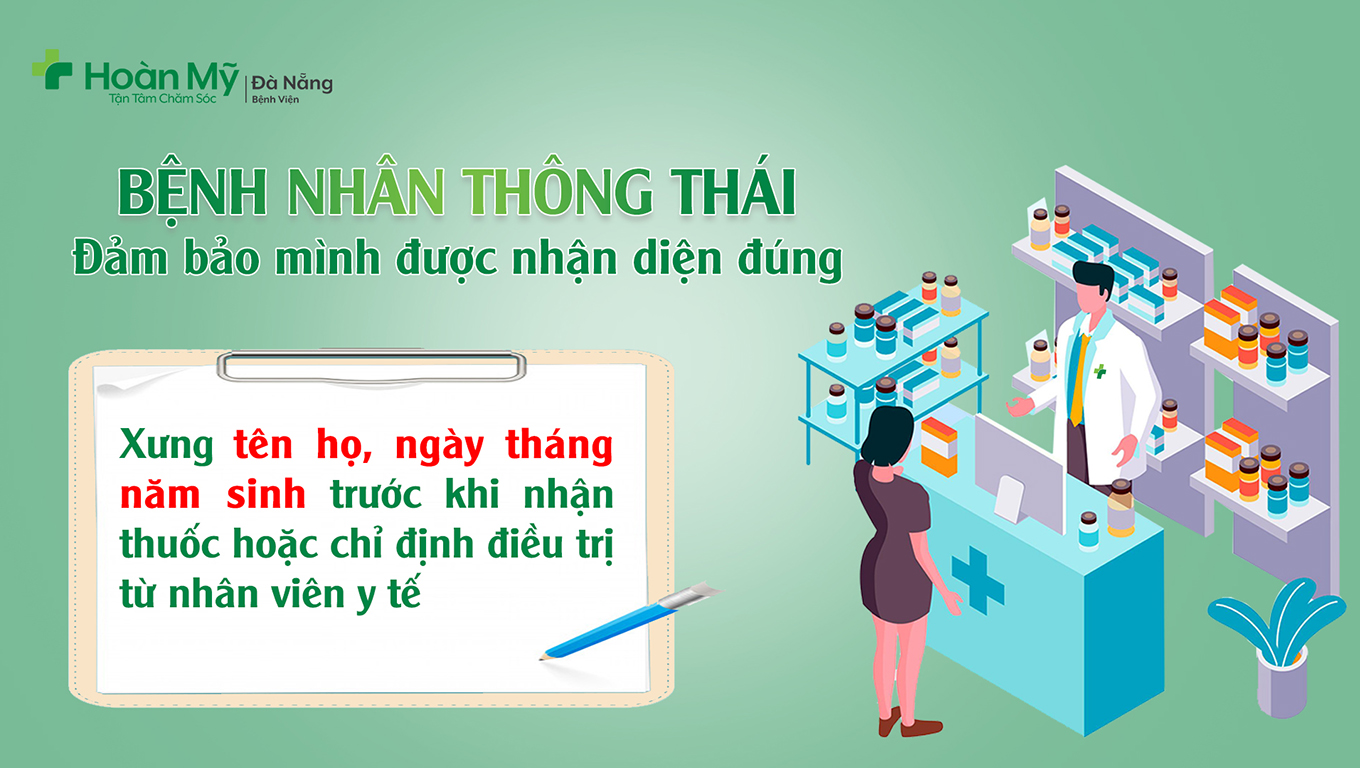 Hoàn Mỹ
Tận Tâm Chăm Sóc
Đà Nẵng
Bệnh Viện
BỆNH NHÂN THÔNG THÁI
Đảm bảo mình được nhận diện đúng
Xưng tên họ, ngày tháng
năm sinh trước khi nhận
thuốc hoặc chỉ định điều trị
từ nhân viên y tế